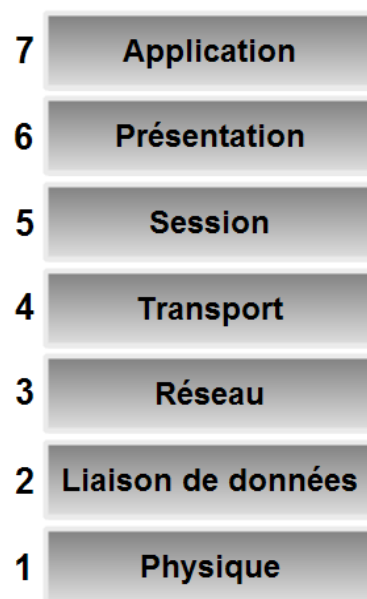 7 Application
6 Présentation
5 Session
4 Transport
3 Réseau
2 Liaison de données
1 Physique